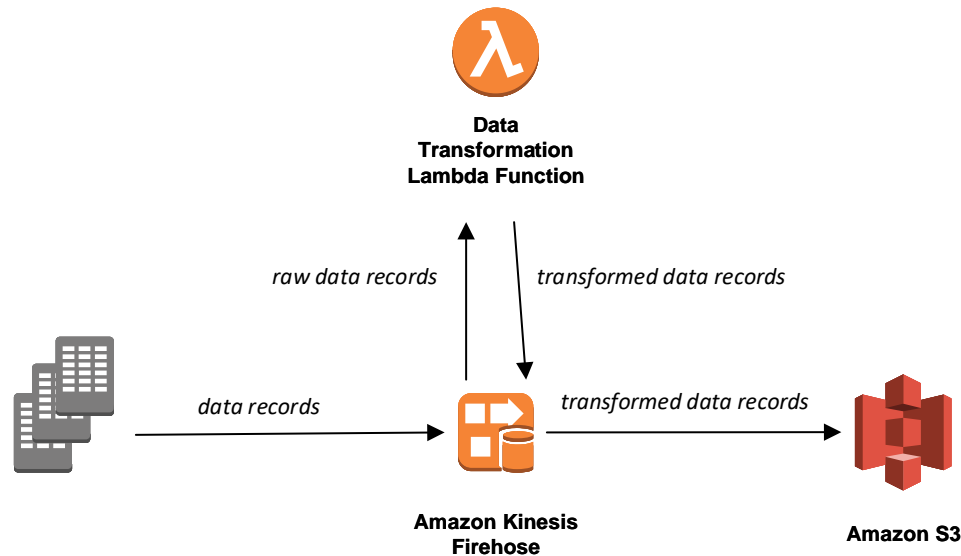 Data
Transformation
Lambda Function
raw data records
transformed data records
data records
transformed data records
Amazon Kinesis
Firehose
Amazon S3